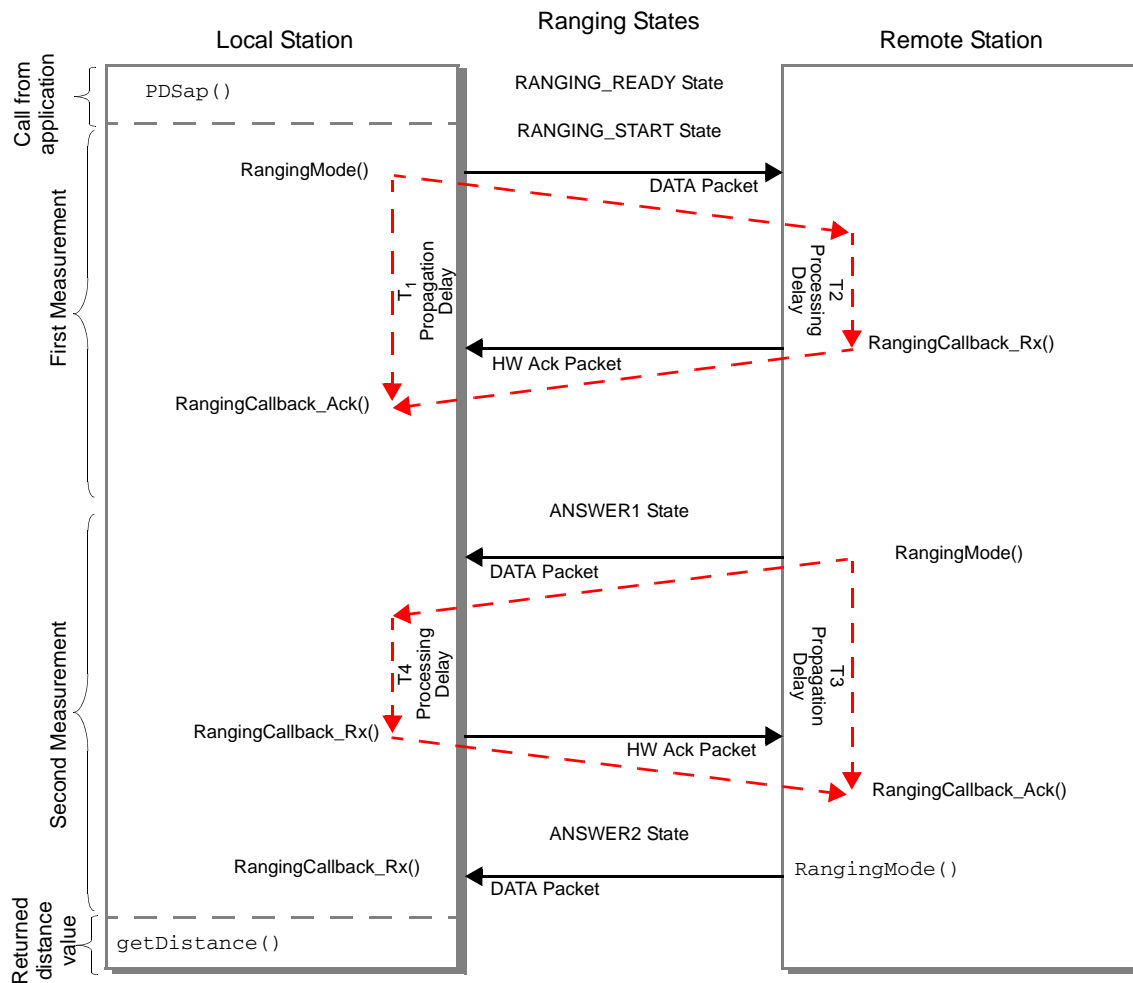 Ranging States
Local Station
Remote Station
Call from
application
PDSap()
RANGING_READY State
RANGING_START State
First Measurement
RangingMode()
DATA Packet
T1
Propagation
Delay
T2
Processing
Delay
HW Ack Packet
RangingCallback_Rx()
RangingCallback_Ack()
Second Measurement
ANSWER1 State
RangingMode()
DATA Packet
T4
Processing
Delay
T3
Propagation
Delay
RangingCallback_Rx()
HW Ack Packet
RangingCallback_Ack()
ANSWER2 State
RangingCallback_Rx()
RangingMode()
DATA Packet
Returned
distance
value
getDistance()